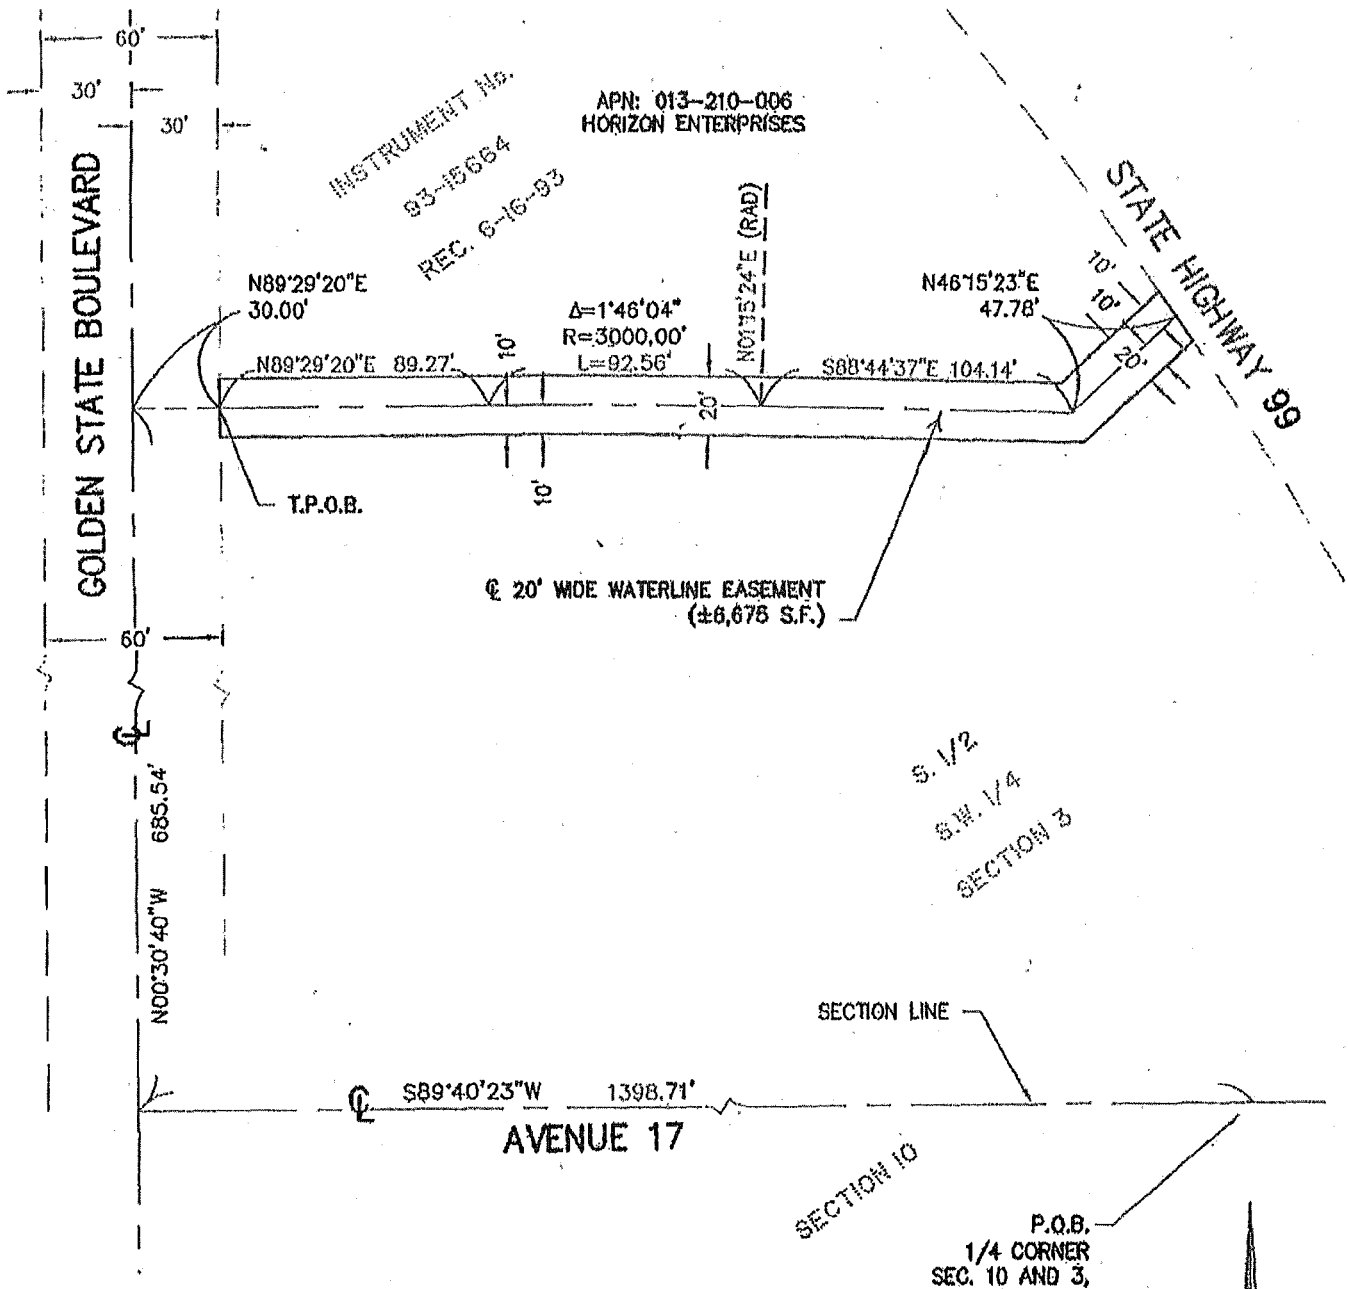 60'
30'
30'
INSTRUMENT No.
93-15664
REC. 6-16-93
APN: 013-210-006
HORIZON ENTERPRISES
STATE HIGHWAY 99
GOLDEN STATE BOULEVARD
N89°29'20"E
30.00'
N89°29'20"E 89.27'
10'
Δ=1°46'04"
R=3000.00'
L=92.56'
N01°15'24"E (RAD)
N46°15'23"E
47.78'
10'
10'
20'
S88°44'37"E 104.14'
20'
10'
T.P.O.B.
℄ 20' WIDE WATERLINE EASEMENT
(±6,675 S.F.)
60'
℄
N00°30'40"W 685.54'
S. 1/2
S.W. 1/4
SECTION 3
SECTION LINE
℄ S89°40'23"W 1398.71'
AVENUE 17
SECTION 10
P.O.B.
1/4 CORNER
SEC. 10 AND 3,